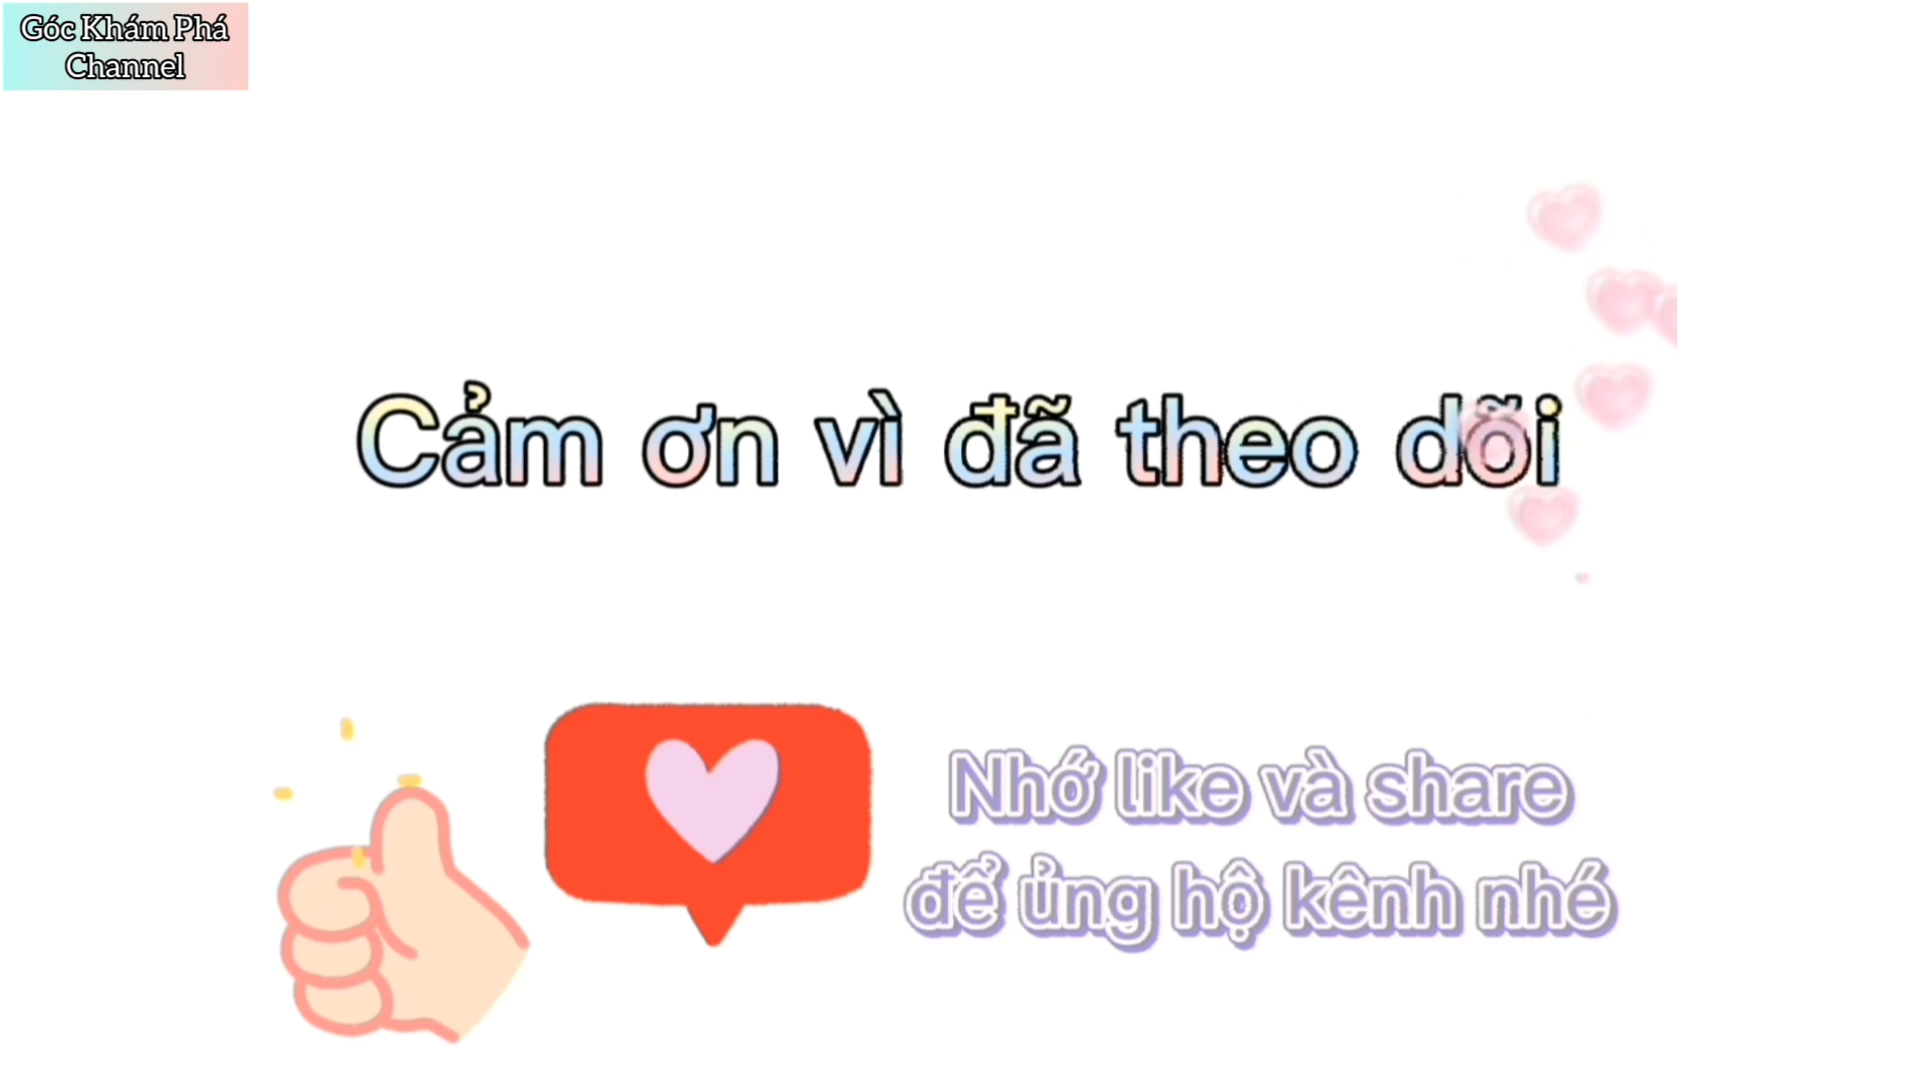 Góc Khám Phá
Channel
Cảm ơn vì đã theo dõi
Nhớ like và share
để ủng hộ kênh nhé